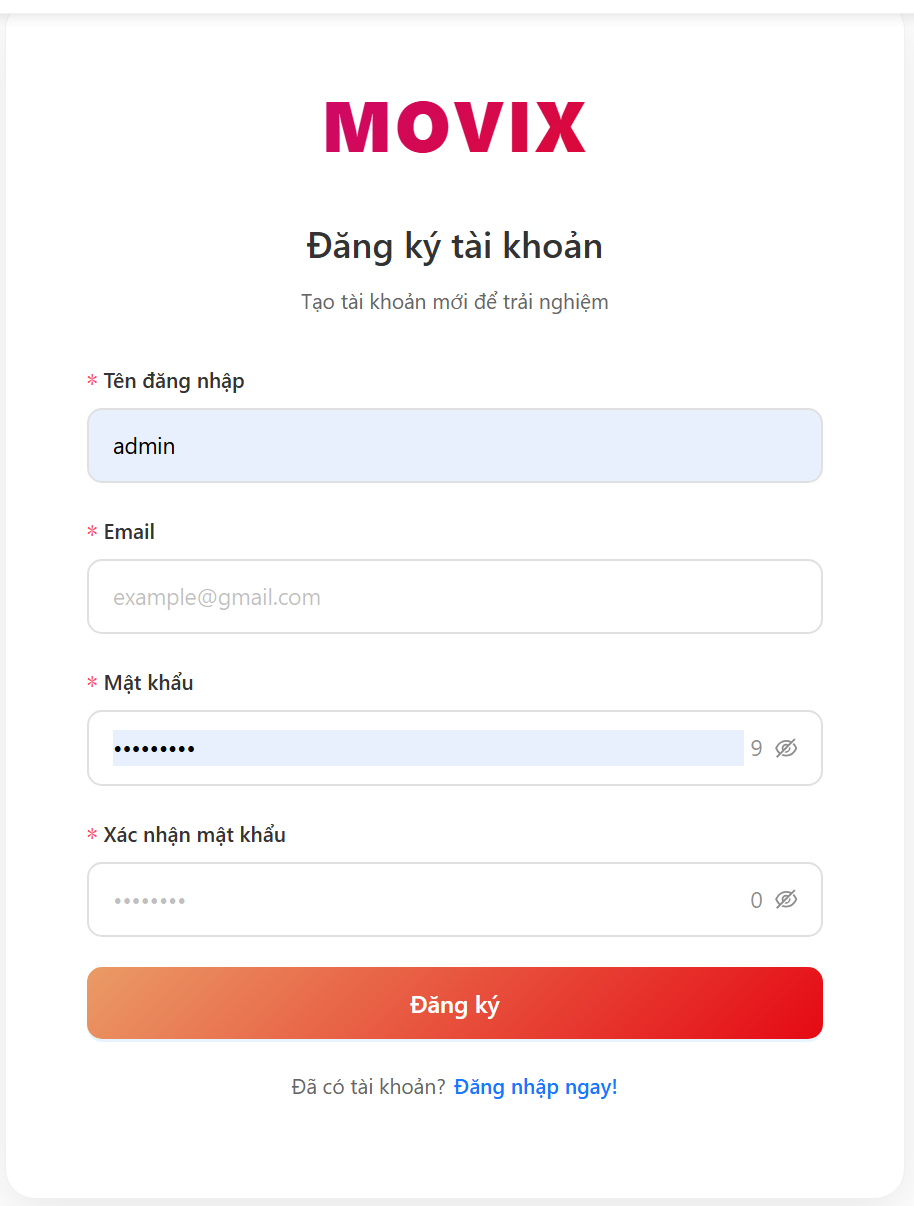 MOVIX
Đăng ký tài khoản
Tạo tài khoản mới để trải nghiệm
* Tên đăng nhập
admin
* Email
example@gmail.com
* Mật khẩu
••••••••• 9
* Xác nhận mật khẩu
•••••••• 0
Đăng ký
Đã có tài khoản? Đăng nhập ngay!